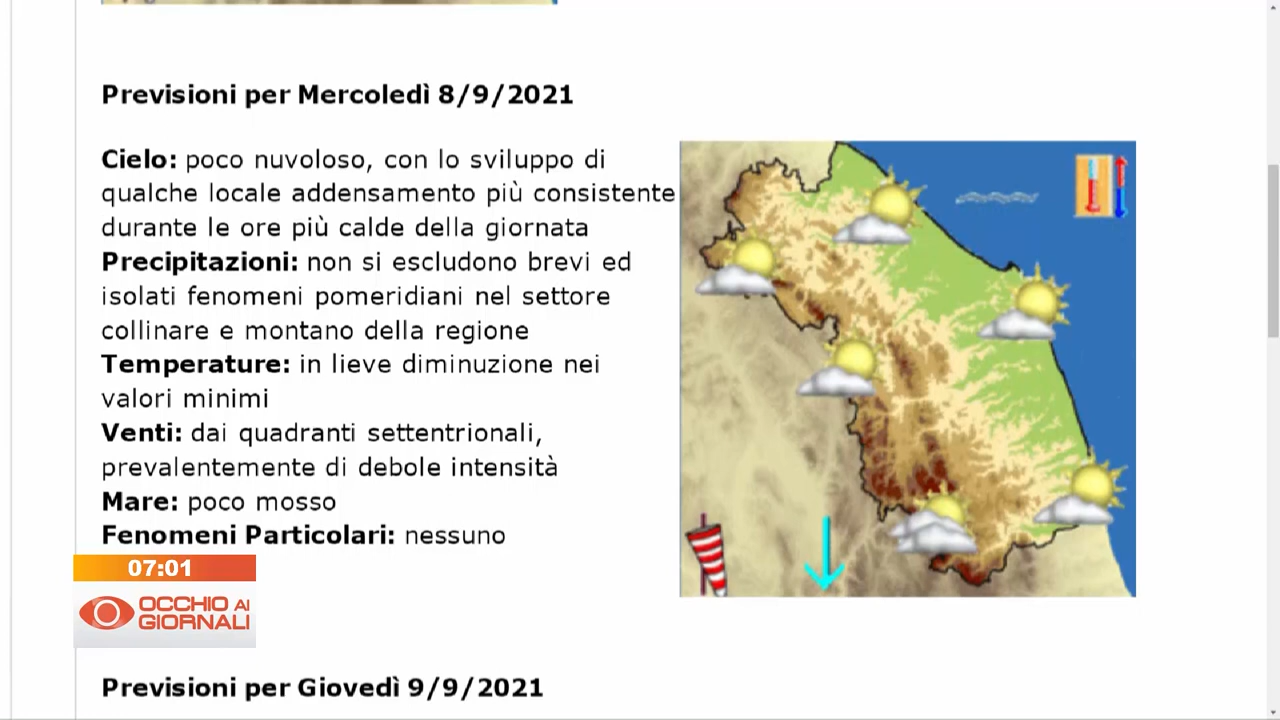 Previsioni per Mercoledì 8/9/2021
Cielo: poco nuvoloso, con lo sviluppo di
qualche locale addensamento più consistente
durante le ore più calde della giornata
Precipitazioni: non si escludono brevi ed
isolati fenomeni pomeridiani nel settore
collinare e montano della regione
Temperature: in lieve diminuzione nei
valori minimi
Venti: dai quadranti settentrionali,
prevalentemente di debole intensità
Mare: poco mosso
Fenomeni Particolari: nessuno
07:01
OCCHIO AI
GIORNALI
Previsioni per Giovedì 9/9/2021